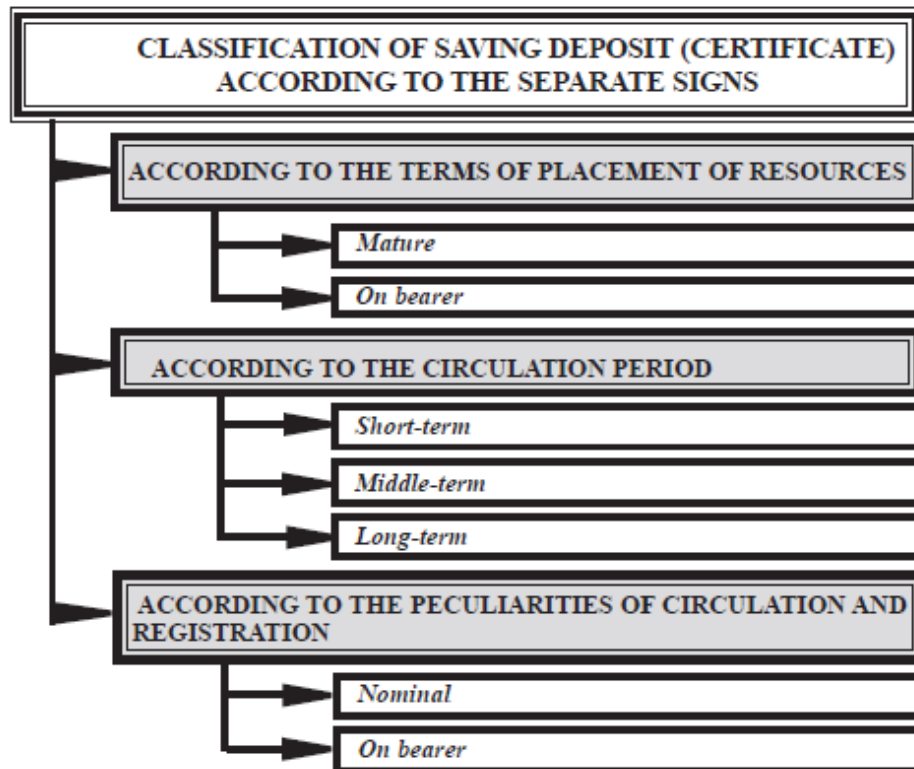 CLASSIFICATION OF SAVING DEPOSIT (CERTIFICATE)
ACCORDING TO THE SEPARATE SIGNS
ACCORDING TO THE TERMS OF PLACEMENT OF RESOURCES
Mature
On bearer
ACCORDING TO THE CIRCULATION PERIOD
Short-term
Middle-term
Long-term
ACCORDING TO THE PECULIARITIES OF CIRCULATION AND
REGISTRATION
Nominal
On bearer